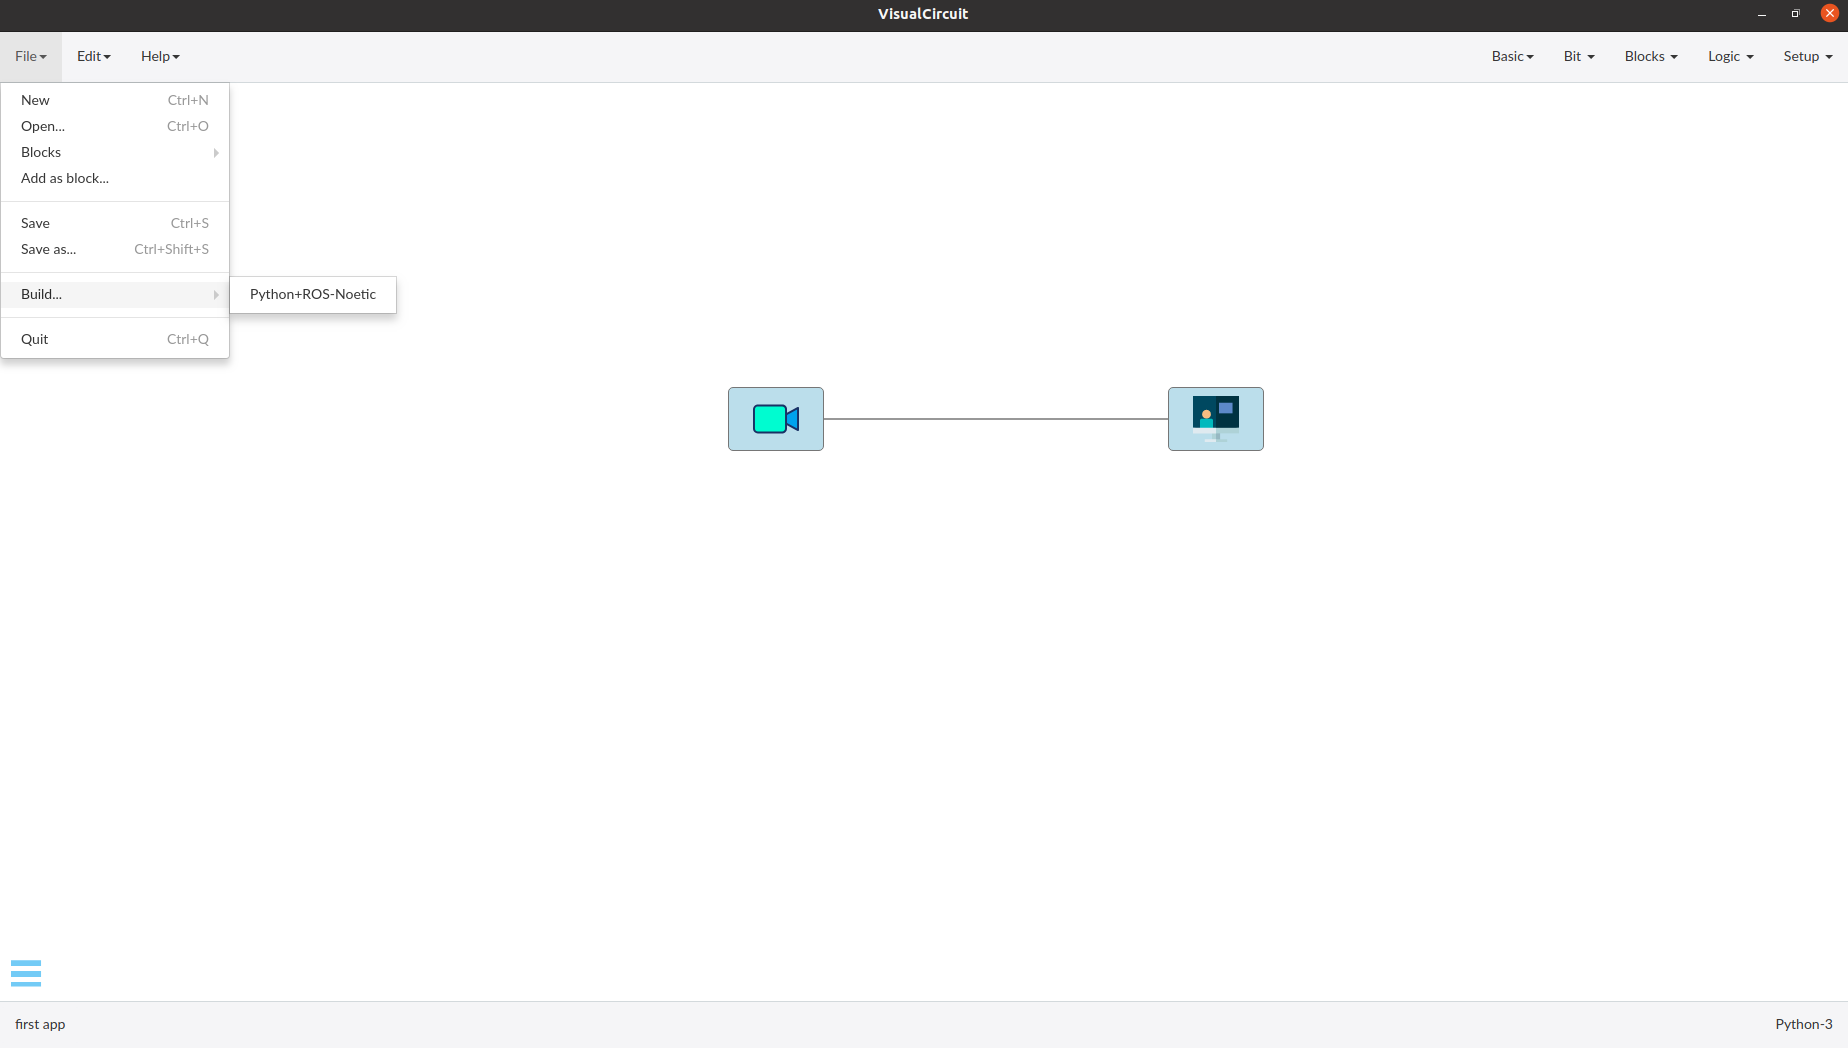 VisualCircuit
File Edit Help Basic Bit Blocks Logic Setup
New Ctrl+N
Open... Ctrl+O
Blocks
Add as block...
Save Ctrl+S
Save as... Ctrl+Shift+S
Build... Python+ROS-Noetic
Quit Ctrl+Q
first app Python-3